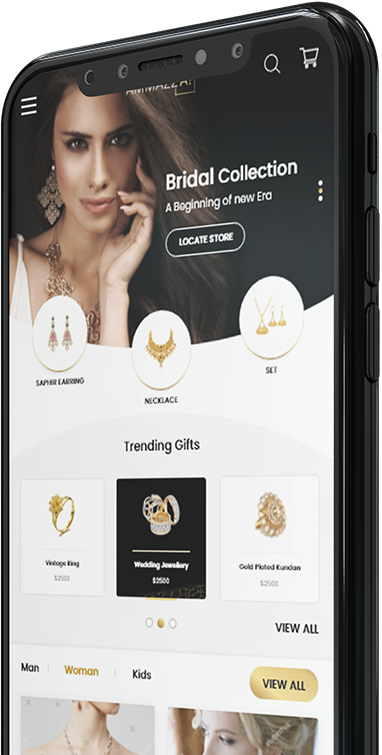 Bridal Collection
A Beginning of new Era
LOCATE STORE
SAPHIR EARRING
NECKLACE
SET
Trending Gifts
Vintage Ring
$2500
Wedding Jewellery
$2500
Gold Plated Kundan
$2500
VIEW ALL
Man
Woman
Kids
VIEW ALL